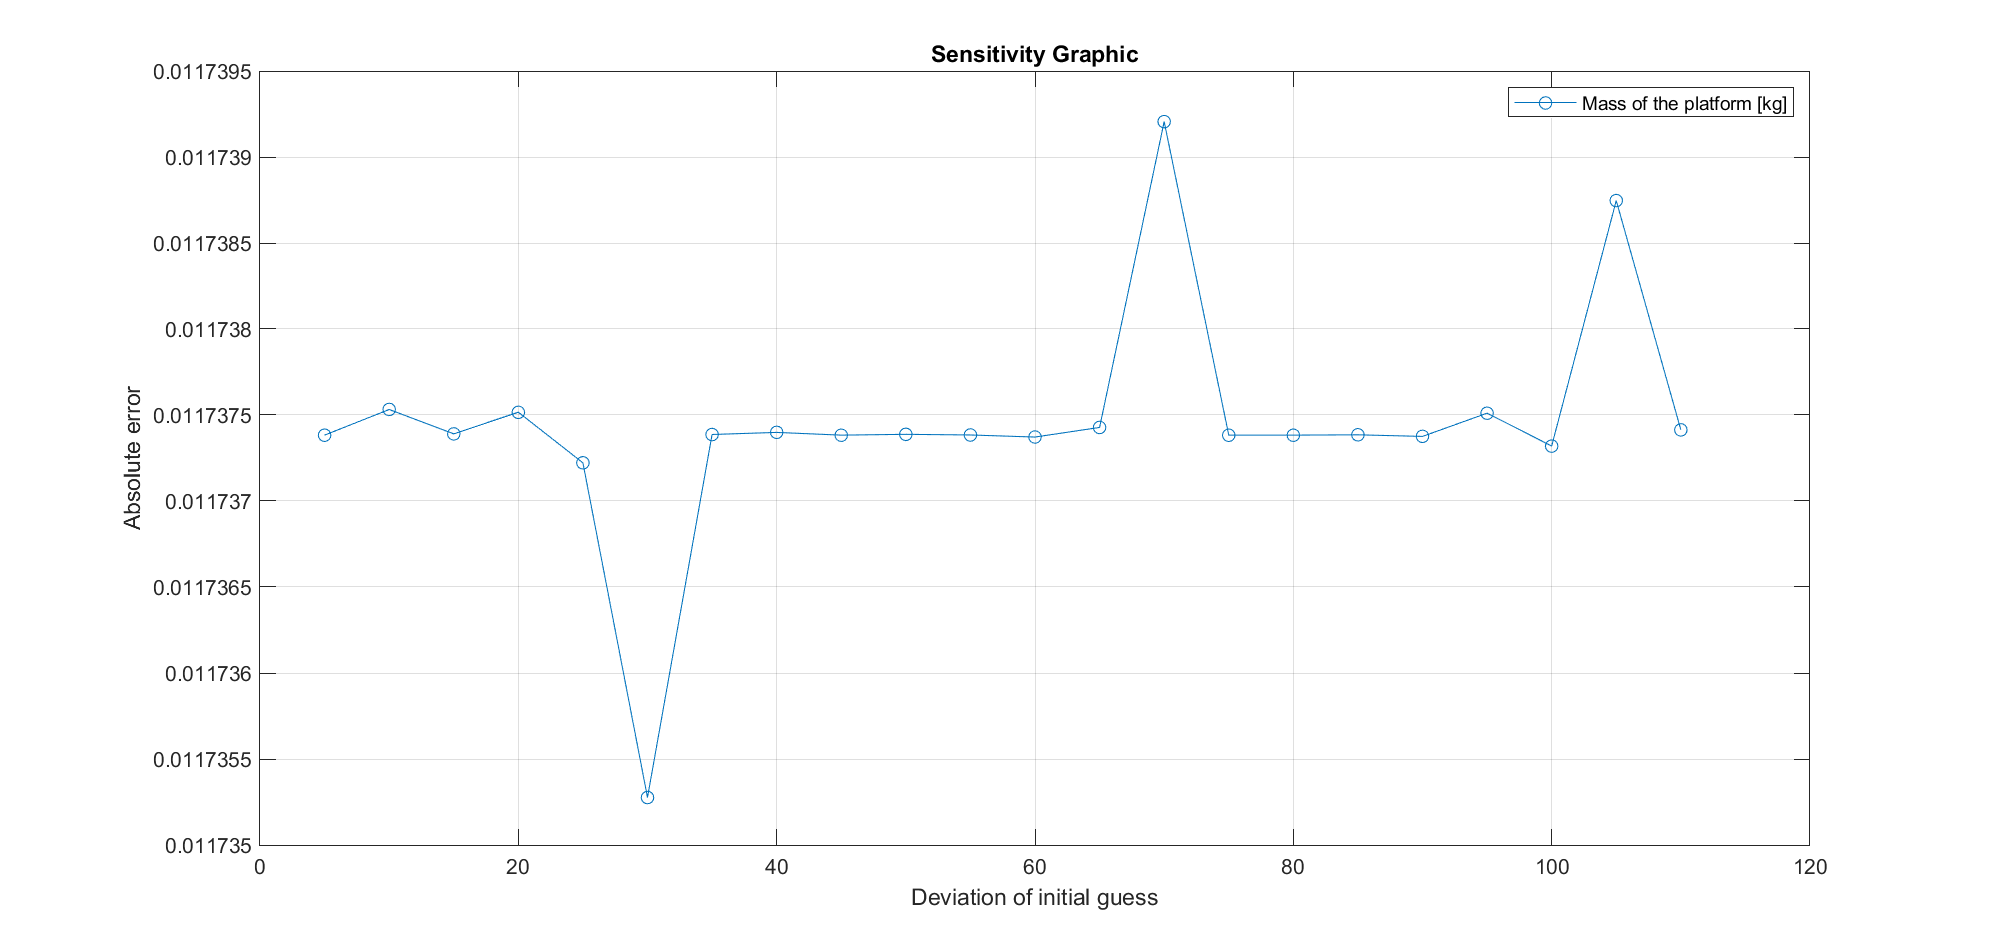 Sensitivity Graphic
0.0117395
0.011739
0.0117385
0.011738
0.0117375
0.011737
0.0117365
0.011736
0.0117355
0.011735
Absolute error
Mass of the platform [kg]
0 20 40 60 80 100 120
Deviation of initial guess